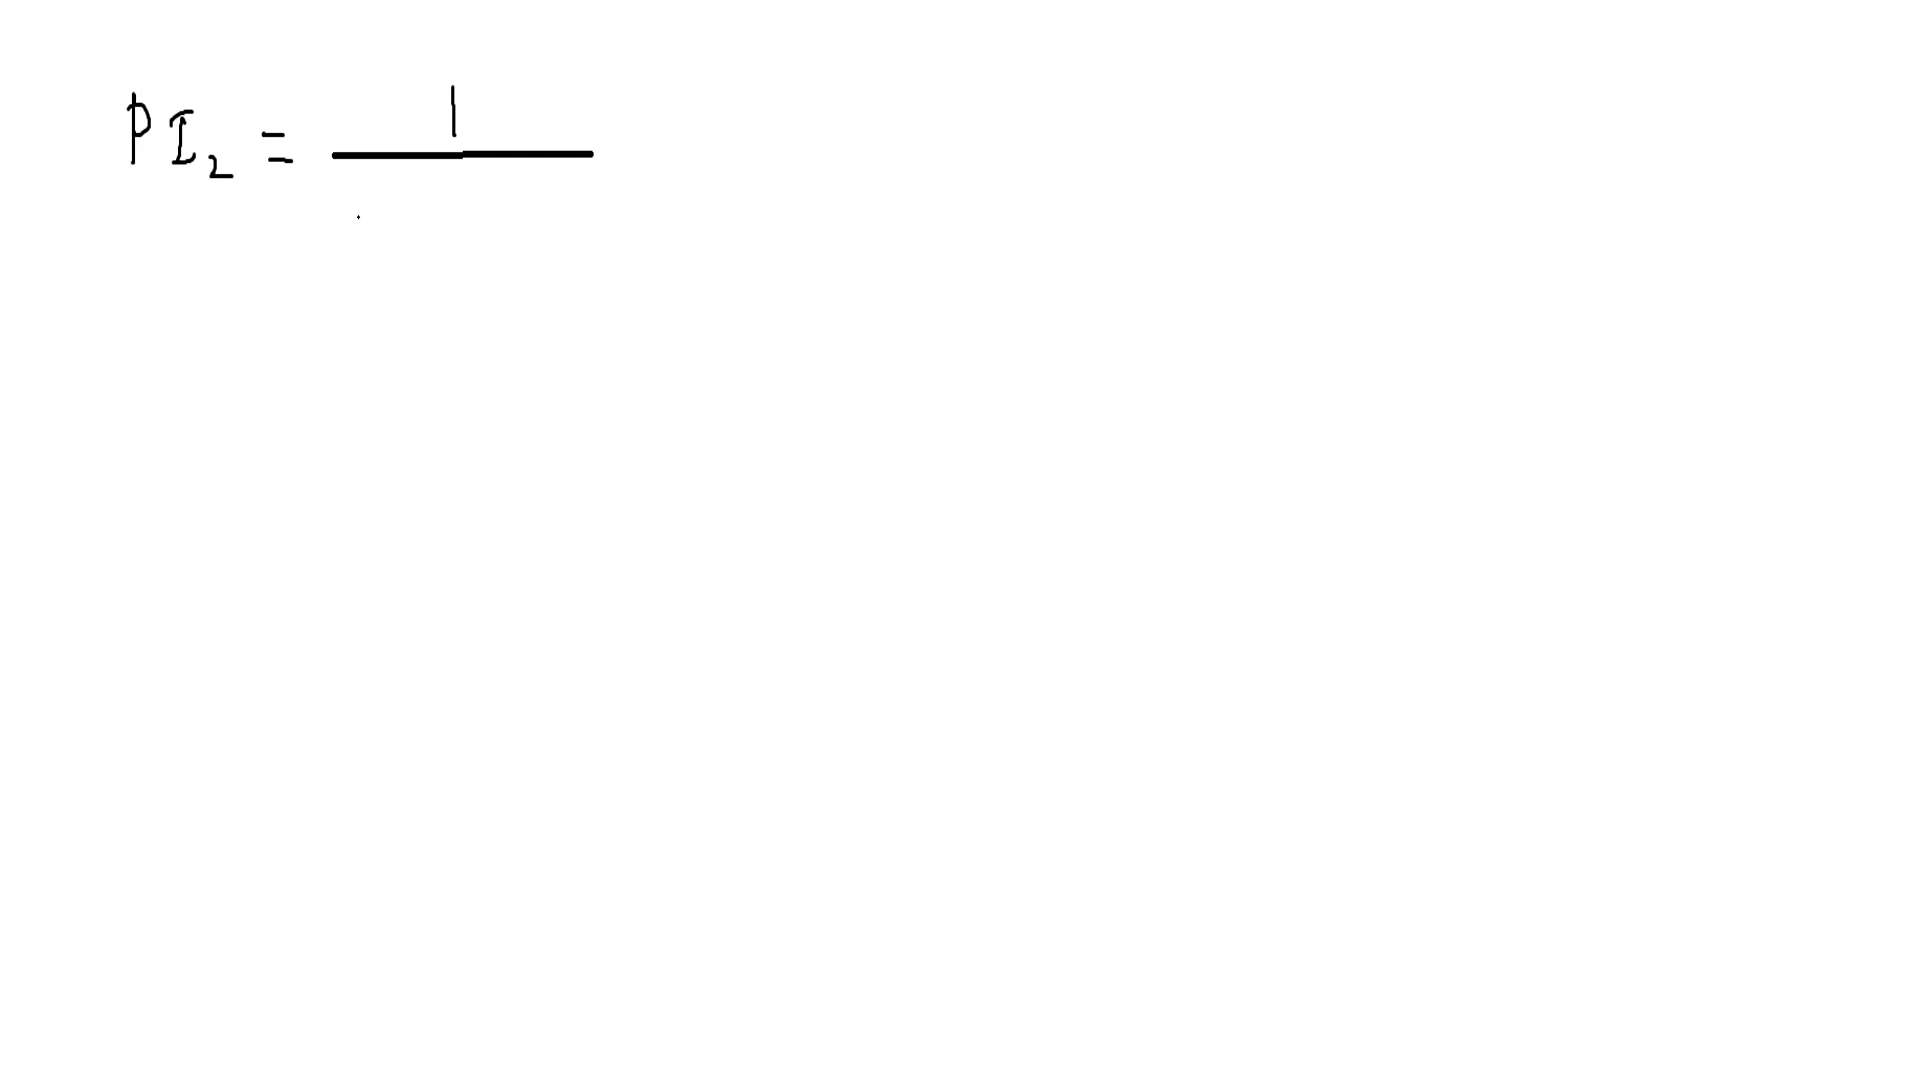 PI₂ = 1/